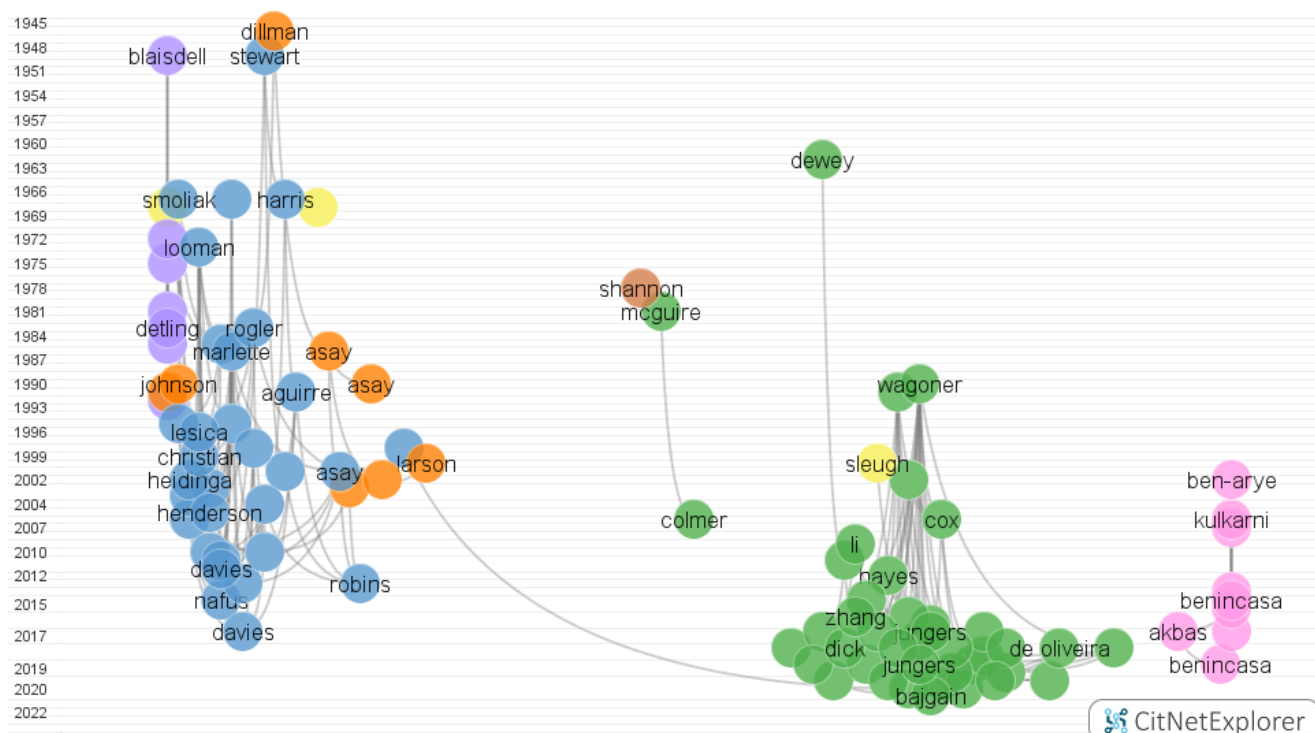 1945
dillman
1948
blaisdell
stewart
1951
1954
1957
1960
dewey
1963
1966
smoliak
harris
1969
1972
looman
1975
1978
shannon
1981
mcguire
detling
rogler
1984
marlette
asay
1987
1990
johnson
aguirre
asay
wagoner
1993
1996
lesica
1999
christian
larson
sleugh
asay
2002
heidinga
ben-arye
2004
henderson
colmer
cox
kulkarni
2007
li
2010
davies
2012
robins
hayes
nafus
benincasa
2015
zhang
davies
jungers
akbas
2017
dick
de oliveira
jungers
benincasa
2019
bajgain
2020
2022
CitNetExplorer